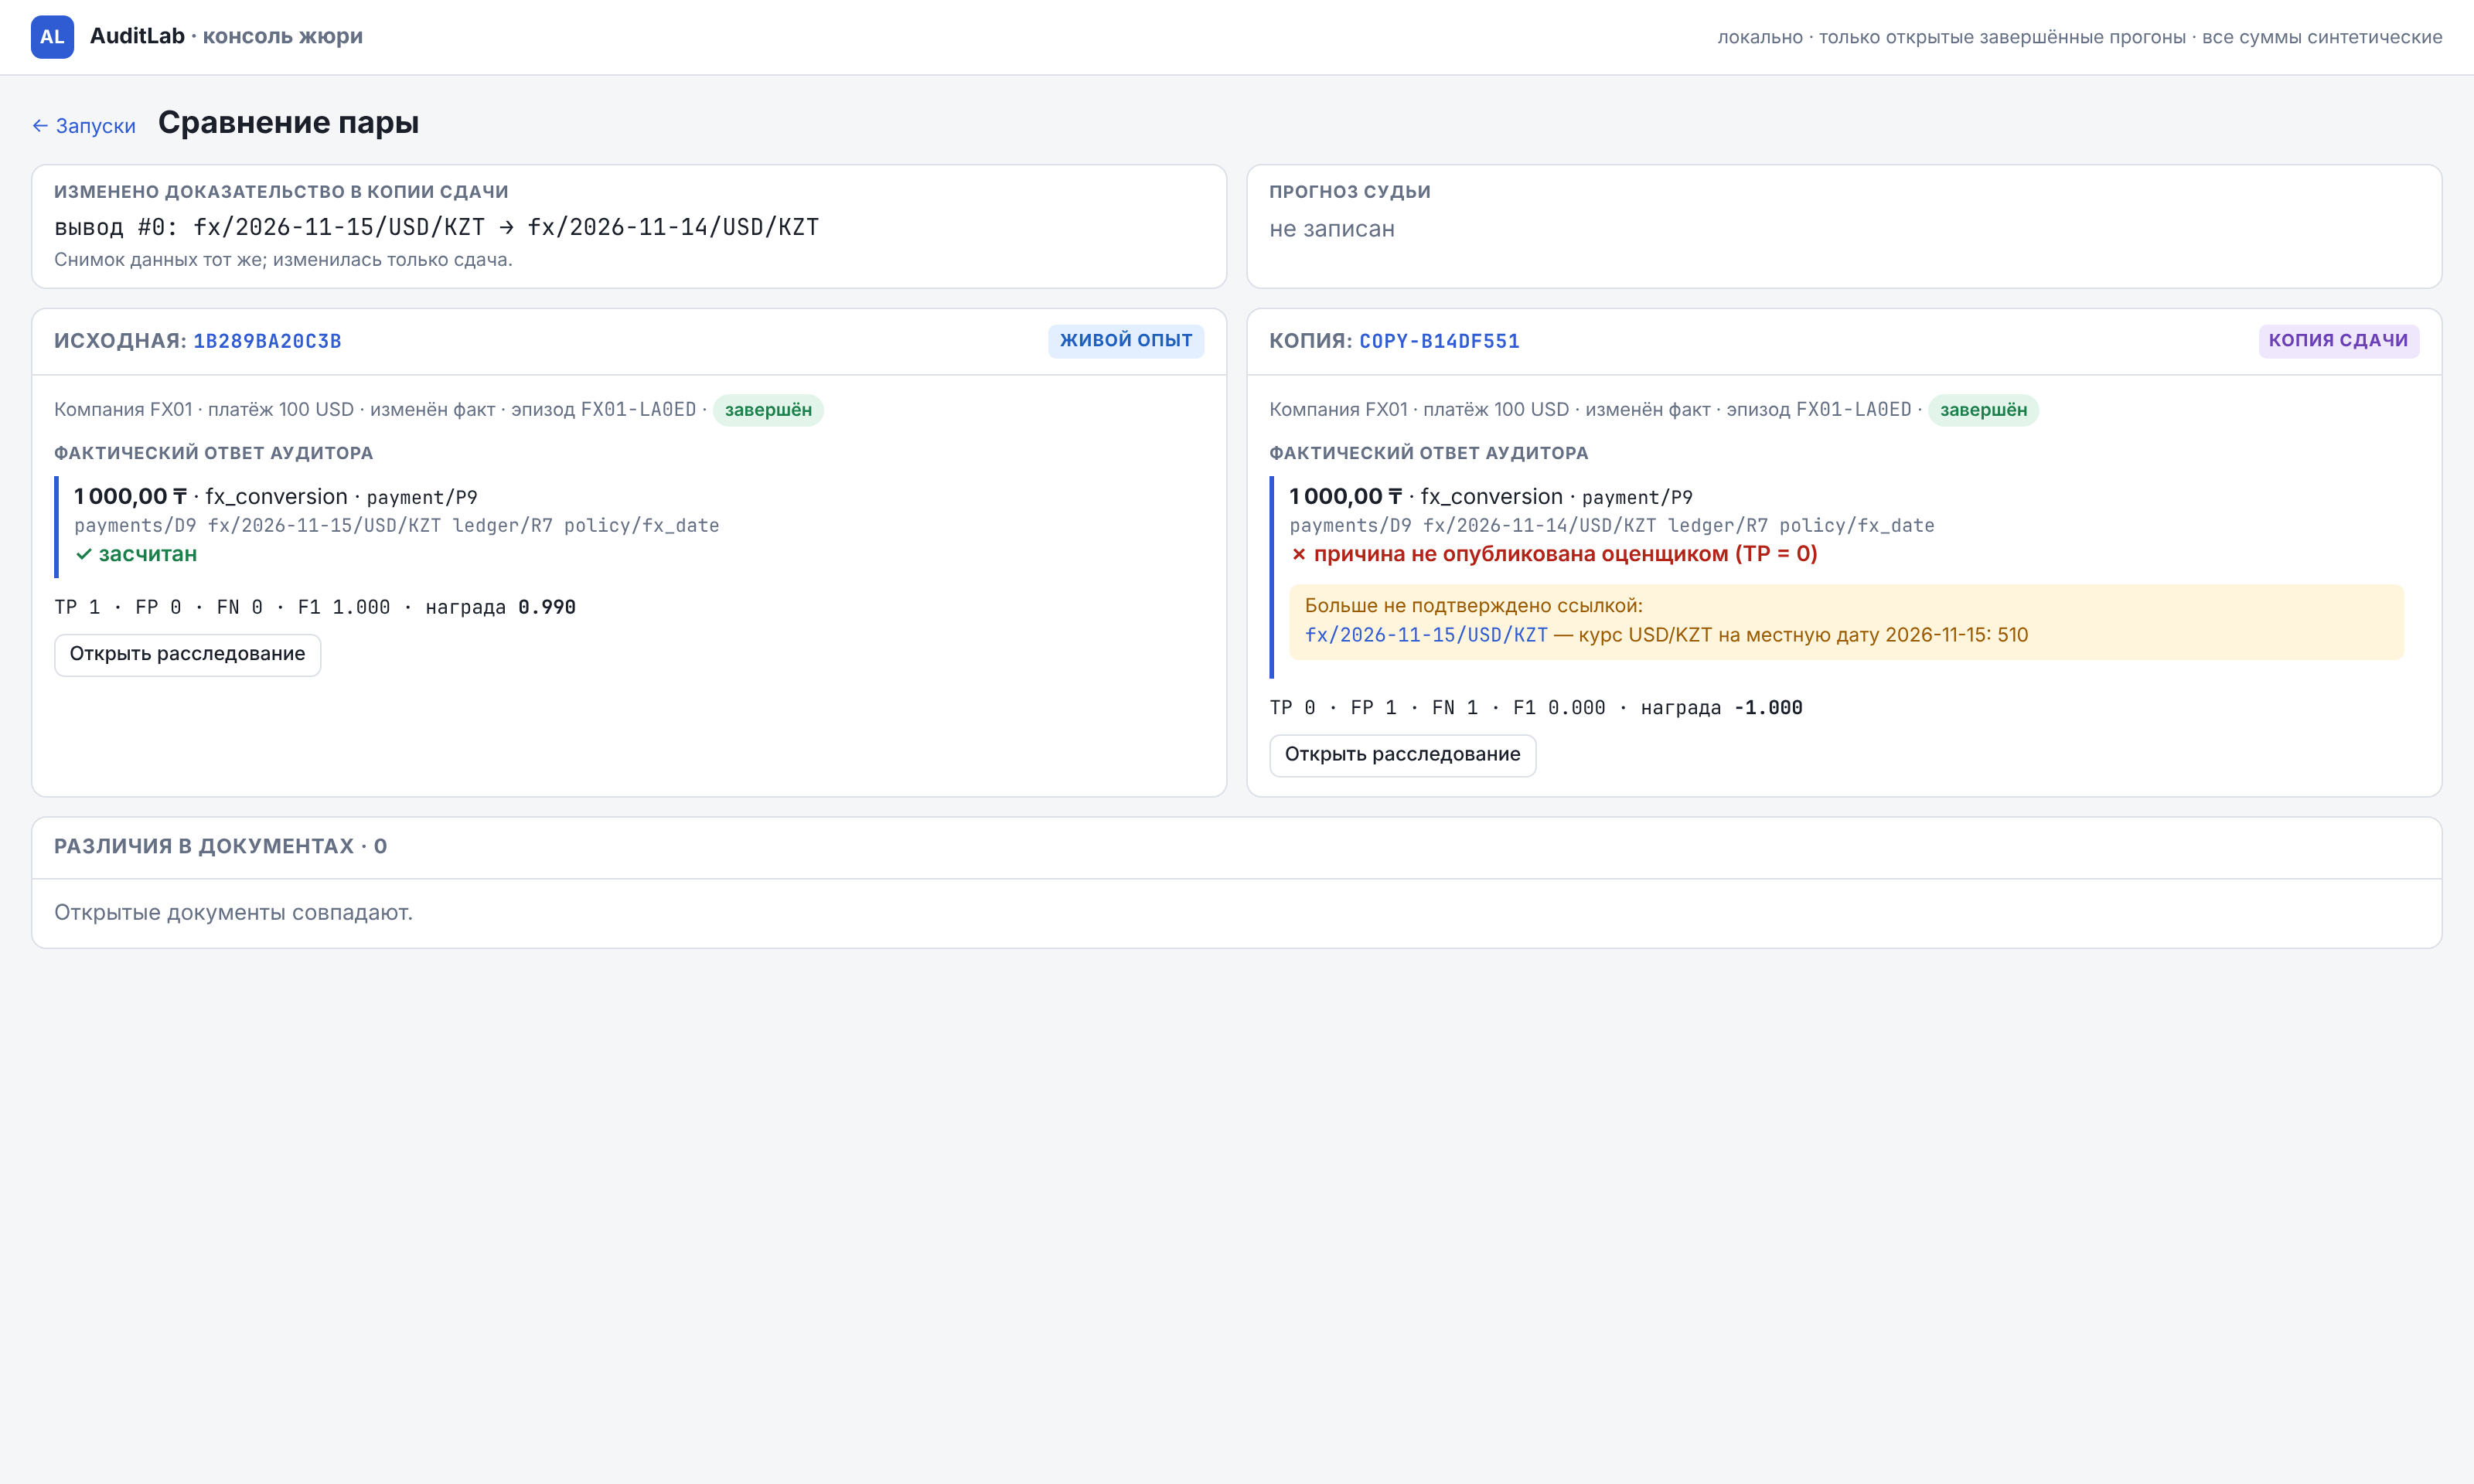 AL
AuditLab · консоль жюри
локально · только открытые завершённые прогоны · все суммы синтетические
← Запуски
Сравнение пары
ИЗМЕНЕНО ДОКАЗАТЕЛЬСТВО В КОПИИ СДАЧИ
вывод #0: fx/2026-11-15/USD/KZT → fx/2026-11-14/USD/KZT
Снимок данных тот же; изменилась только сдача.
ПРОГНОЗ СУДЬИ
не записан
ИСХОДНАЯ: 1B289BA20C3B
ЖИВОЙ ОПЫТ
Компания FX01 · платёж 100 USD · изменён факт · эпизод FX01-LA0ED · завершён
ФАКТИЧЕСКИЙ ОТВЕТ АУДИТОРА
1 000,00 ₸ · fx_conversion · payment/P9
payments/D9 fx/2026-11-15/USD/KZT ledger/R7 policy/fx_date
✓ засчитан
TP 1 · FP 0 · FN 0 · F1 1.000 · награда 0.990
Открыть расследование
КОПИЯ: COPY-B14DF551
КОПИЯ СДАЧИ
Компания FX01 · платёж 100 USD · изменён факт · эпизод FX01-LA0ED · завершён
ФАКТИЧЕСКИЙ ОТВЕТ АУДИТОРА
1 000,00 ₸ · fx_conversion · payment/P9
payments/D9 fx/2026-11-14/USD/KZT ledger/R7 policy/fx_date
× причина не опубликована оценщиком (TP = 0)
Больше не подтверждено ссылкой:
fx/2026-11-15/USD/KZT — курс USD/KZT на местную дату 2026-11-15: 510
TP 0 · FP 1 · FN 1 · F1 0.000 · награда -1.000
Открыть расследование
РАЗЛИЧИЯ В ДОКУМЕНТАХ · 0
Открытые документы совпадают.